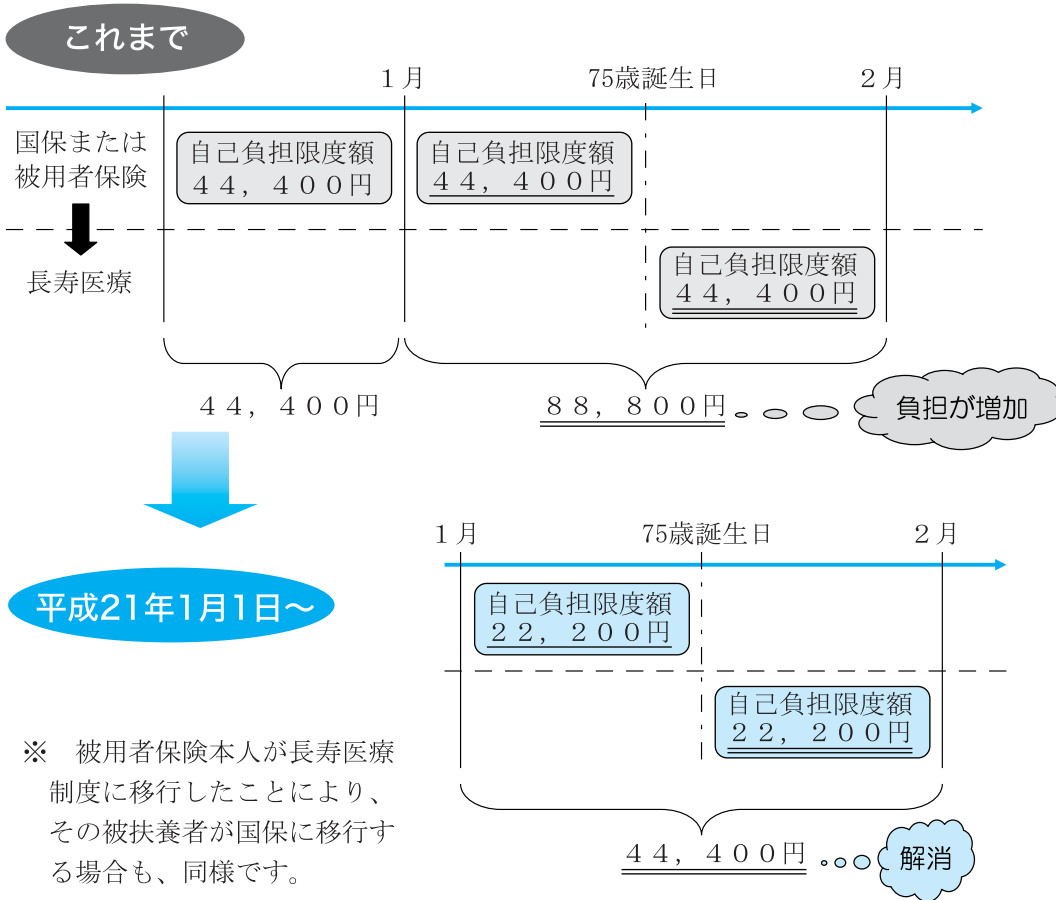 これまで
1月 75歳誕生日 2月
国保または
被用者保険
自己負担限度額
44,400円
自己負担限度額
44,400円
長寿医療
自己負担限度額
44,400円
44,400円
88,800円
負担が増加
平成21年1月1日～
1月 75歳誕生日 2月
自己負担限度額
22,200円
自己負担限度額
22,200円
44,400円
解消
※ 被用者保険本人が長寿医療
制度に移行したことにより、
その被扶養者が国保に移行す
る場合も、同様です。